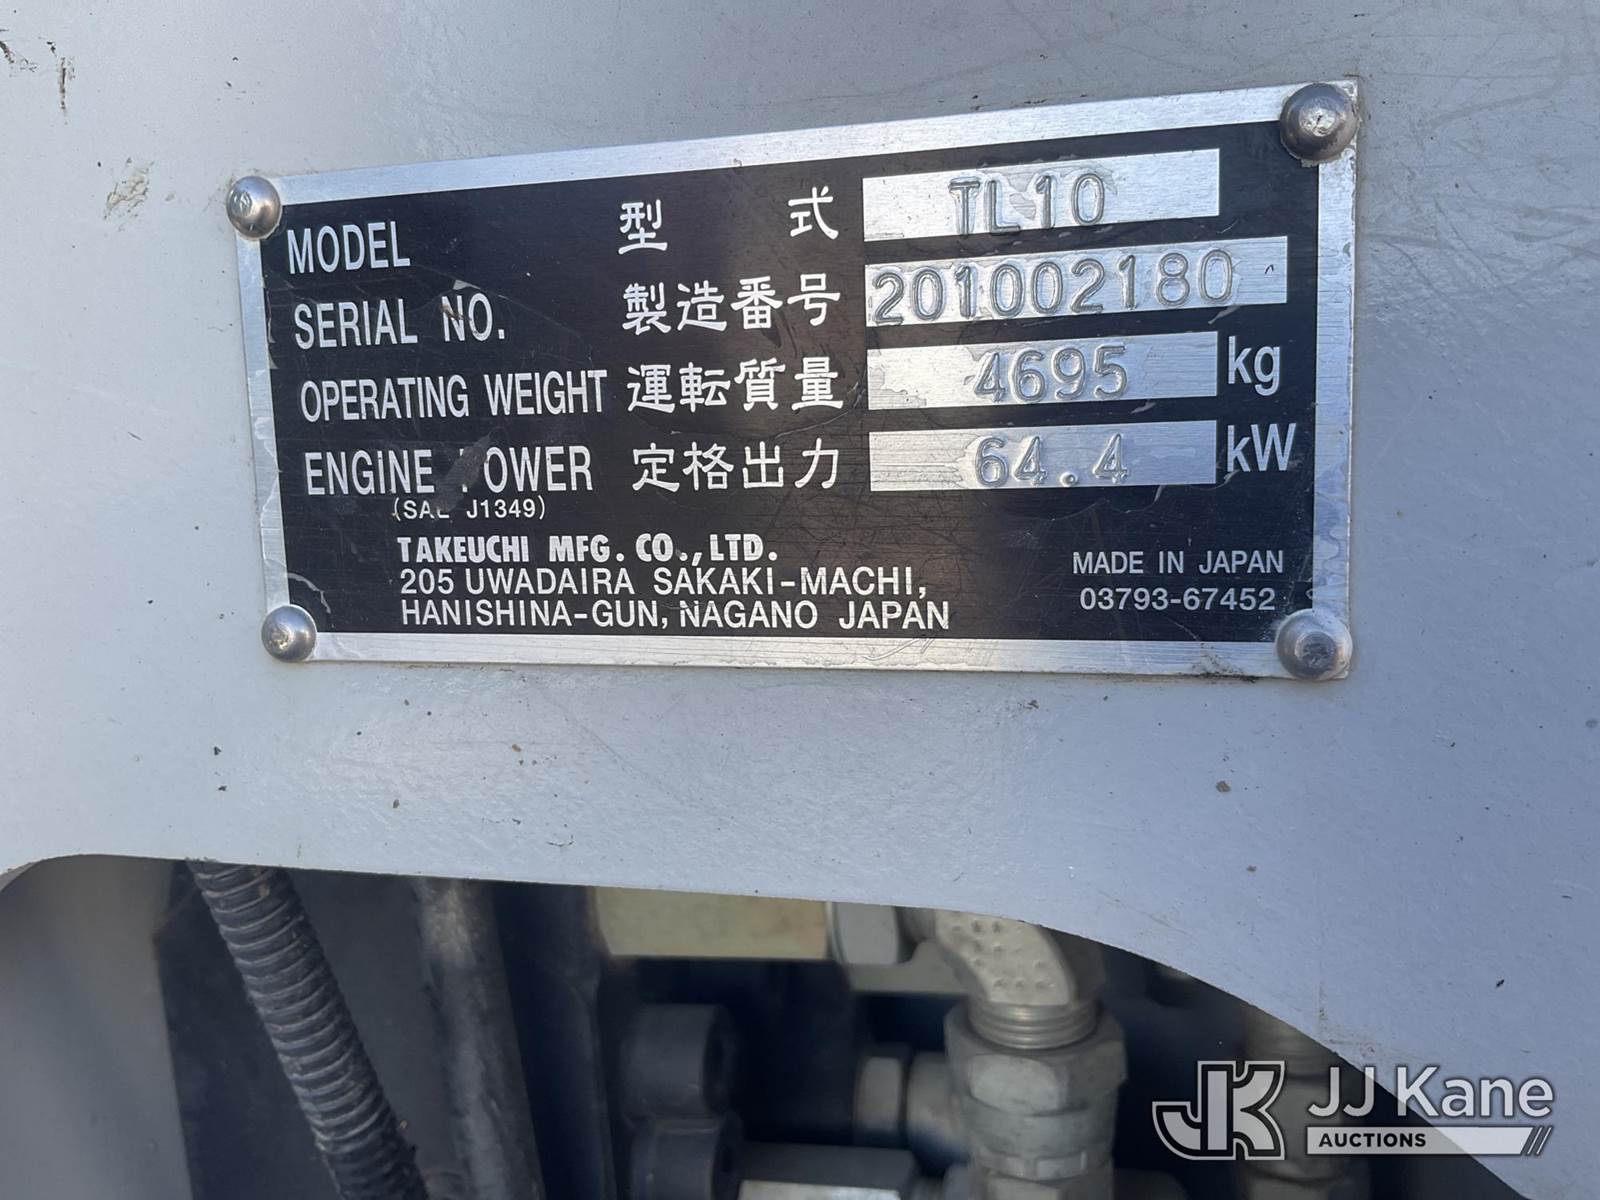 MODEL 型 式 TL10
SERIAL NO. 製造番号 201002180
OPERATING WEIGHT 運転質量 4695 kg
ENGINE POWER 定格出力 64.4 kW
(SAE J1349)
TAKEUCHI MFG. CO., LTD.
205 UWADAIRA SAKAKI-MACHI,
HANISHINA-GUN, NAGANO JAPAN
MADE IN JAPAN
03793-67452
JK JJ Kane
AUCTIONS